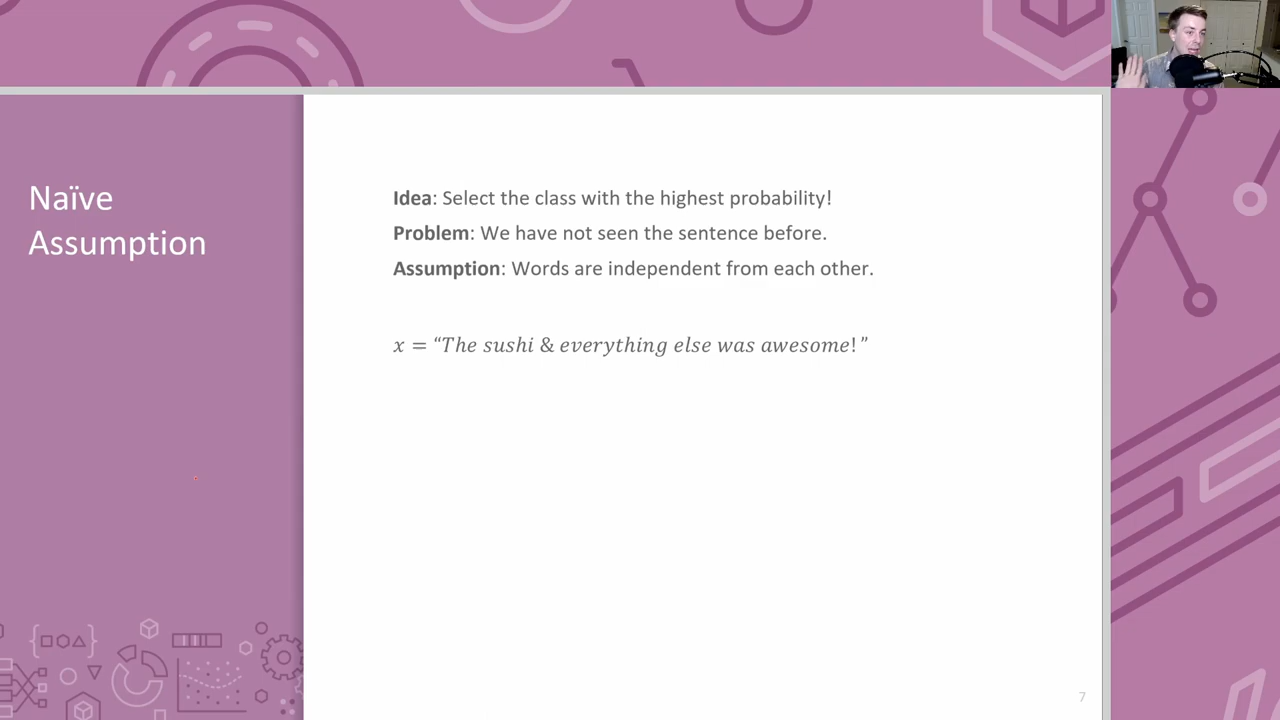 Naïve
Assumption
Idea: Select the class with the highest probability!
Problem: We have not seen the sentence before.
Assumption: Words are independent from each other.
x = “The sushi & everything else was awesome!”
7